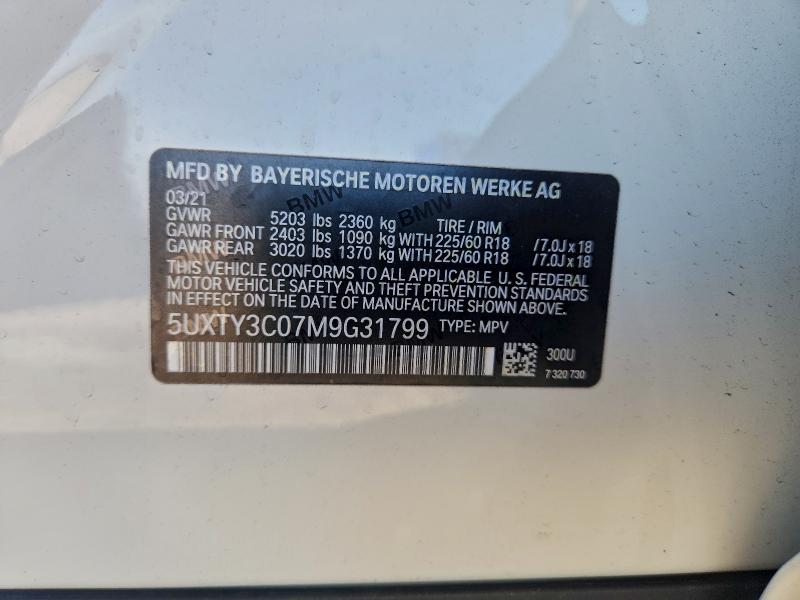 MFD BY BAYERISCHE MOTOREN WERKE AG
03/21
GVWR 5203 lbs 2360 kg TIRE / RIM
GAWR FRONT 2403 lbs 1090 kg WITH 225/60 R18 /7.0J x 18
GAWR REAR 3020 lbs 1370 kg WITH 225/60 R18 /7.0J x 18
THIS VEHICLE CONFORMS TO ALL APPLICABLE U. S. FEDERAL
MOTOR VEHICLE SAFETY AND THEFT PREVENTION STANDARDS
IN EFFECT ON THE DATE OF MANUFACTURE SHOWN ABOVE.
5UXTY3C07M9G31799 TYPE: MPV
300U
7 320 730